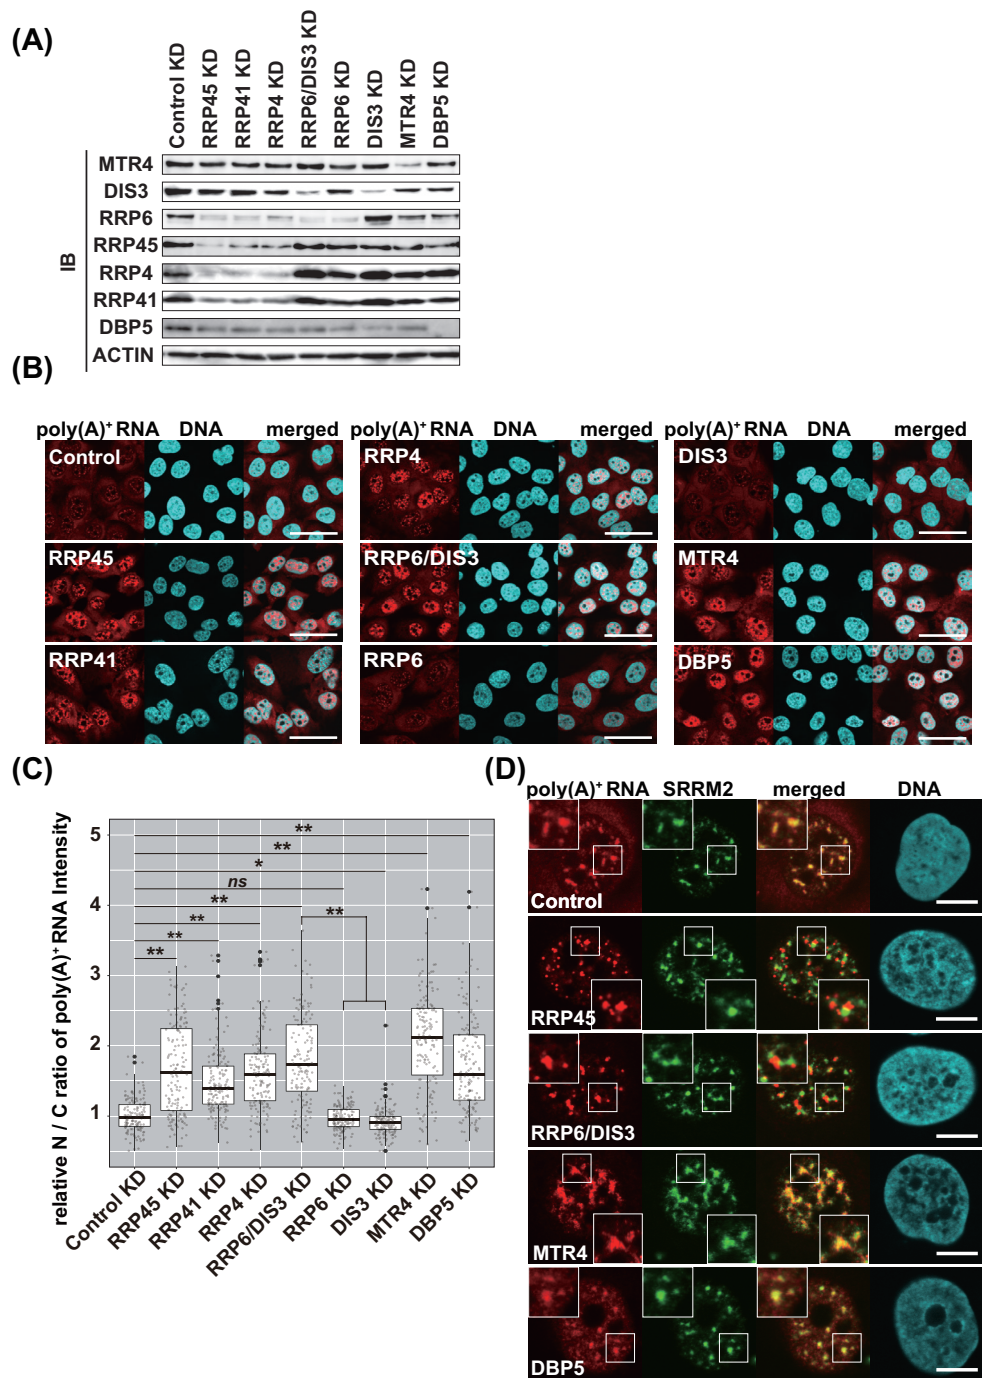 (A)
Control KD
RRP45 KD
RRP41 KD
RRP4 KD
RRP6/DIS3 KD
RRP6 KD
DIS3 KD
MTR4 KD
DBP5 KD
IB
MTR4
DIS3
RRP6
RRP45
RRP4
RRP41
DBP5
ACTIN
(B)
poly(A)+ RNA DNA merged poly(A)+ RNA DNA merged poly(A)+ RNA DNA merged
Control RRP4 DIS3
RRP45 RRP6/DIS3 MTR4
RRP41 RRP6 DBP5
(C)
relative N / C ratio of poly(A)+ RNA Intensity
5
4
3
2
1
**
**
*
ns
**
**
**
**
**
Control KD
RRP45 KD
RRP41 KD
RRP4 KD
RRP6/DIS3 KD
RRP6 KD
DIS3 KD
MTR4 KD
DBP5 KD
(D)
poly(A)+ RNA SRRM2 merged DNA
Control
RRP45
RRP6/DIS3
MTR4
DBP5